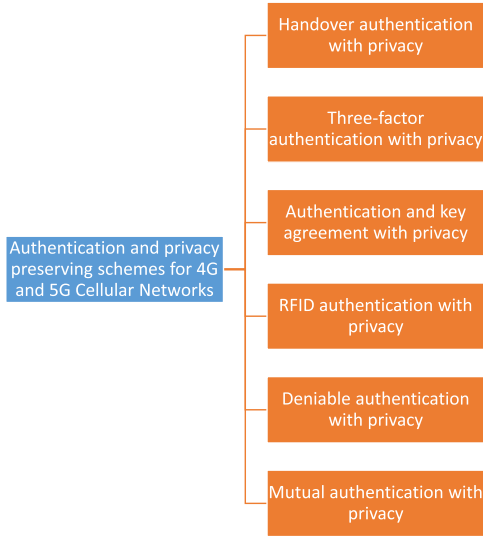 Handover authentication
with privacy
Three-factor
authentication with privacy
Authentication and key
agreement with privacy
Authentication and privacy
preserving schemes for 4G
and 5G Cellular Networks
RFID authentication with
privacy
Deniable authentication
with privacy
Mutual authentication with
privacy